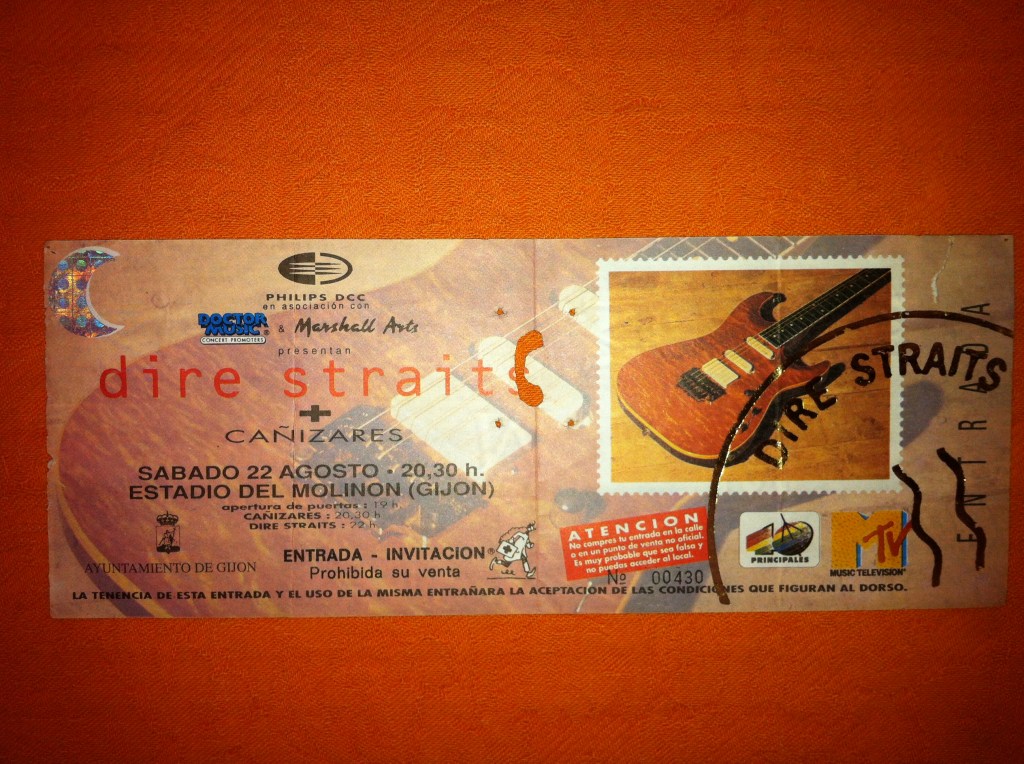 PHILIPS DCC
en asociación con
DOCTOR MUSIC
CONCERT PROMOTERS
& Marshall Arts
presentan
dire straits
+
CAÑIZARES
SABADO 22 AGOSTO · 20,30 h.
ESTADIO DEL MOLINON (GIJON)
apertura de puertas : 19 h.
CAÑIZARES : 20,30 h.
DIRE STRAITS : 22 h.
AYUNTAMIENTO DE GIJON
ENTRADA - INVITACION
Prohibida su venta
ATENCION
No compres tu entrada en la calle
o en un punto de venta no oficial.
Es muy probable que sea falsa y
no puedas acceder al local.
Nº 00430
40
PRINCIPALES
MTV
MUSIC TELEVISION®
DIRE STRAITS
ENTRADA
LA TENENCIA DE ESTA ENTRADA Y EL USO DE LA MISMA ENTRAÑARA LA ACEPTACION DE LAS CONDICIONES QUE FIGURAN AL DORSO.